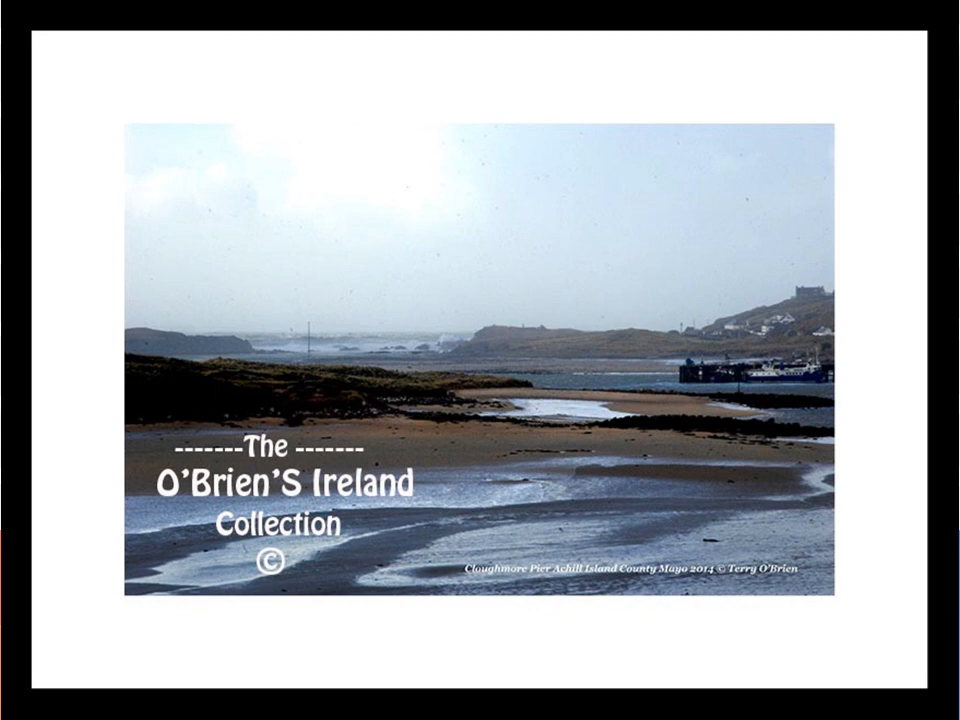 -------The -------
O'Brien'S Ireland
Collection
©
Cloughmore Pier Achill Island County Mayo 2014 © Terry O'Brien